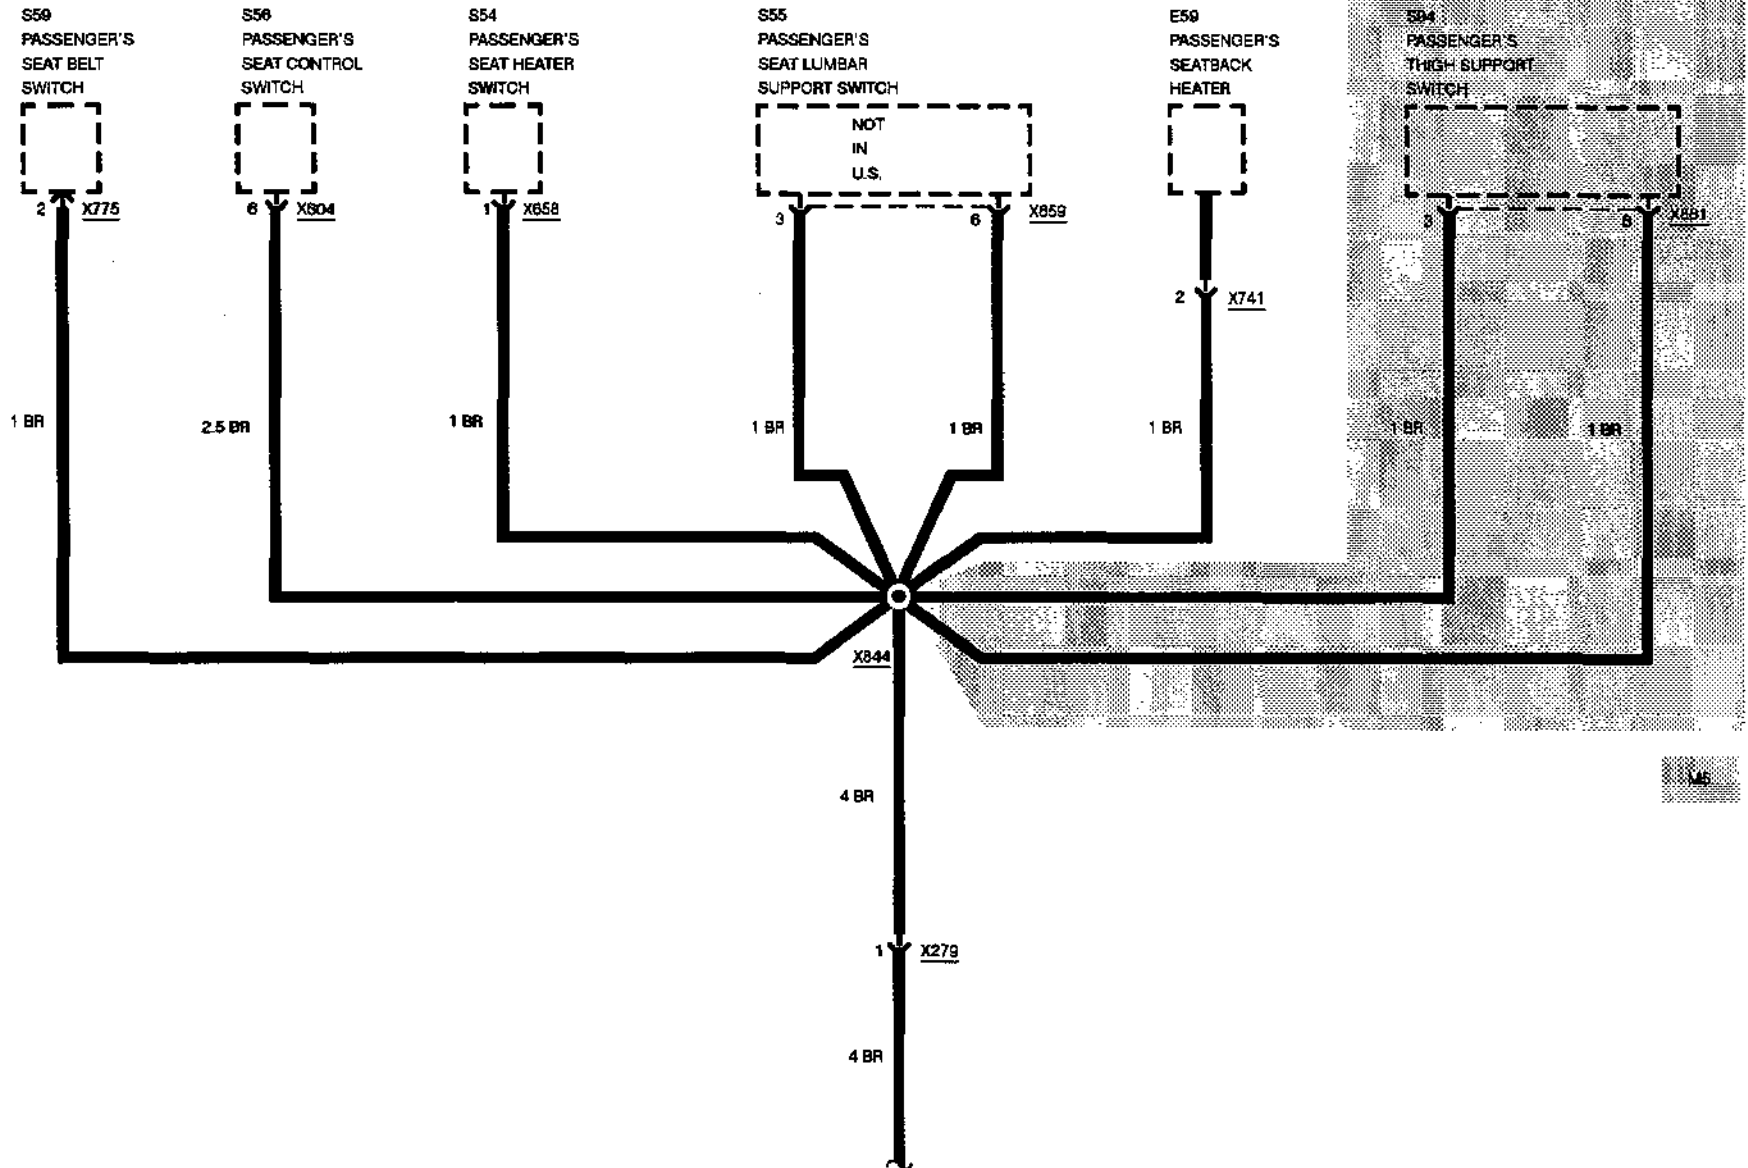 S59
PASSENGER'S
SEAT BELT
SWITCH
S56
PASSENGER'S
SEAT CONTROL
SWITCH
S54
PASSENGER'S
SEAT HEATER
SWITCH
S55
PASSENGER'S
SEAT LUMBAR
SUPPORT SWITCH
E59
PASSENGER'S
SEATBACK
HEATER
PASSENGER'S
THIGH SUPPORT
SWITCH
NOT
IN
U.S.
2 X775
6 X604
1 X658
3
6 X659
2 X741
1 BR
2.5 BR
1 BR
1 BR
1 BR
1 BR
1 BR
1 BR
X644
M5
4 BR
1 X279
4 BR